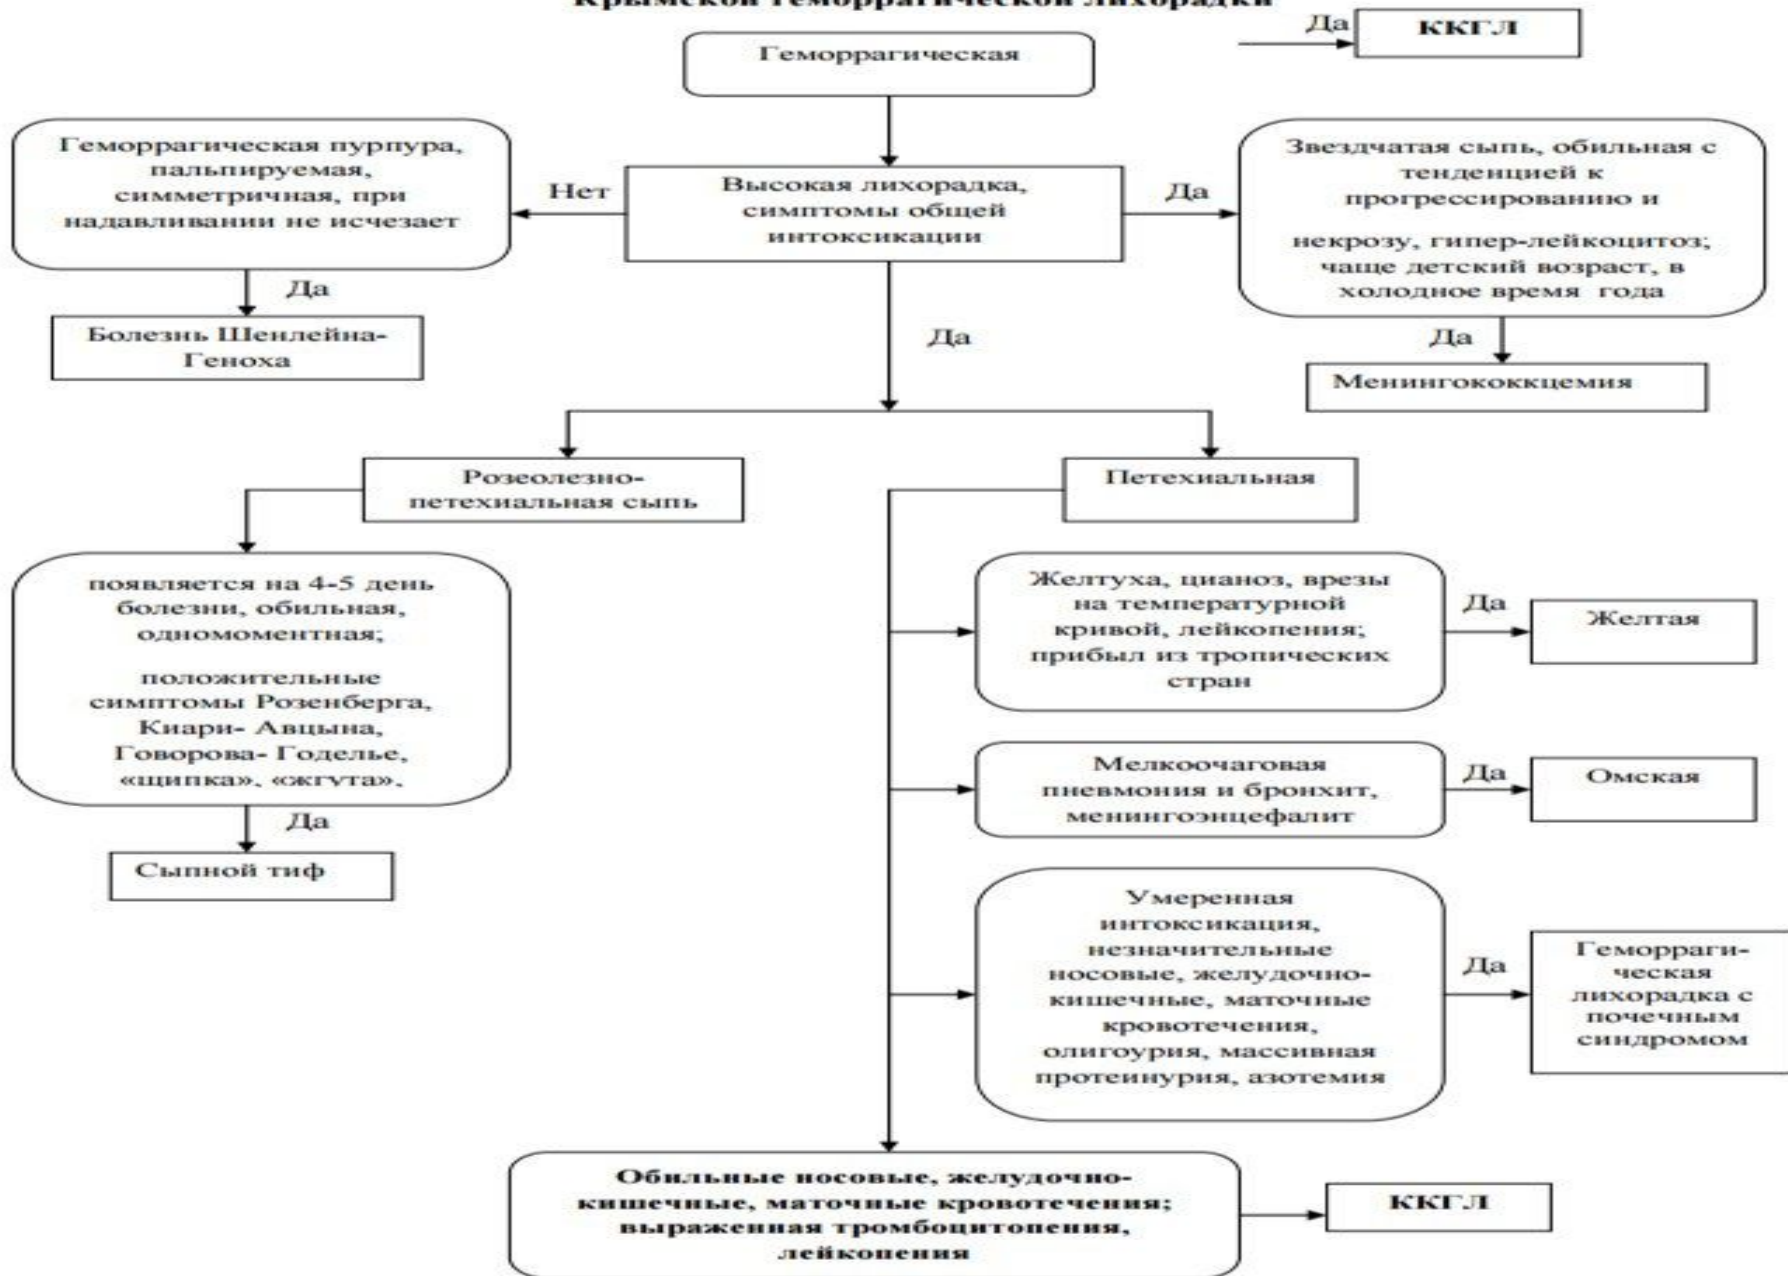 Крымской геморрагической лихорадки
Да
ККГЛ
Геморрагическая
Геморрагическая пурпура,
пальпируемая,
симметричная, при
надавливании не исчезает
Нет
Высокая лихорадка,
симптомы общей
интоксикации
Да
Звездчатая сыпь, обильная с
тенденцией к
прогрессированию и
некрозу, гипер-лейкоцитоз;
чаще детский возраст, в
холодное время года
Да
Болезнь Шенлейна-
Геноха
Да
Да
Менингококкцемия
Розеолезно-
петехиальная сыпь
Петехиальная
появляется на 4-5 день
болезни, обильная,
одномоментная;
положительные
симптомы Розенберга,
Киари- Авцына,
Говорова- Годелье,
«щипка», «жгута».
Да
Сыпной тиф
Желтуха, цианоз, врезы
на температурной
кривой, лейкопения;
прибыл из тропических
стран
Да
Желтая
Мелкоочаговая
пневмония и бронхит,
менингоэнцефалит
Да
Омская
Умеренная
интоксикация,
незначительные
носовые, желудочно-
кишечные, маточные
кровотечения,
олигоурия, массивная
протеинурия, азотемия
Да
Геморраги-
ческая
лихорадка с
почечным
синдромом
Обильные носовые, желудочно-
кишечные, маточные кровотечения;
выраженная тромбоцитопения,
лейкопения
ККГЛ